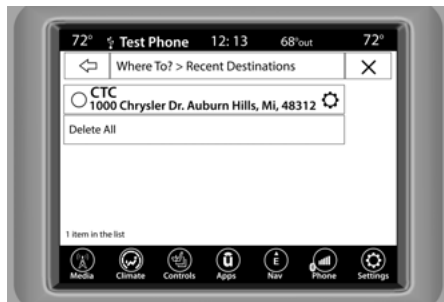 72° Test Phone 12:13 68°out 72°
Where To? > Recent Destinations
CTC
1000 Chrysler Dr. Auburn Hills, Mi, 48312
Delete All
1 item in the list
ū E
Media Climate Controls Apps Nav Phone Settings